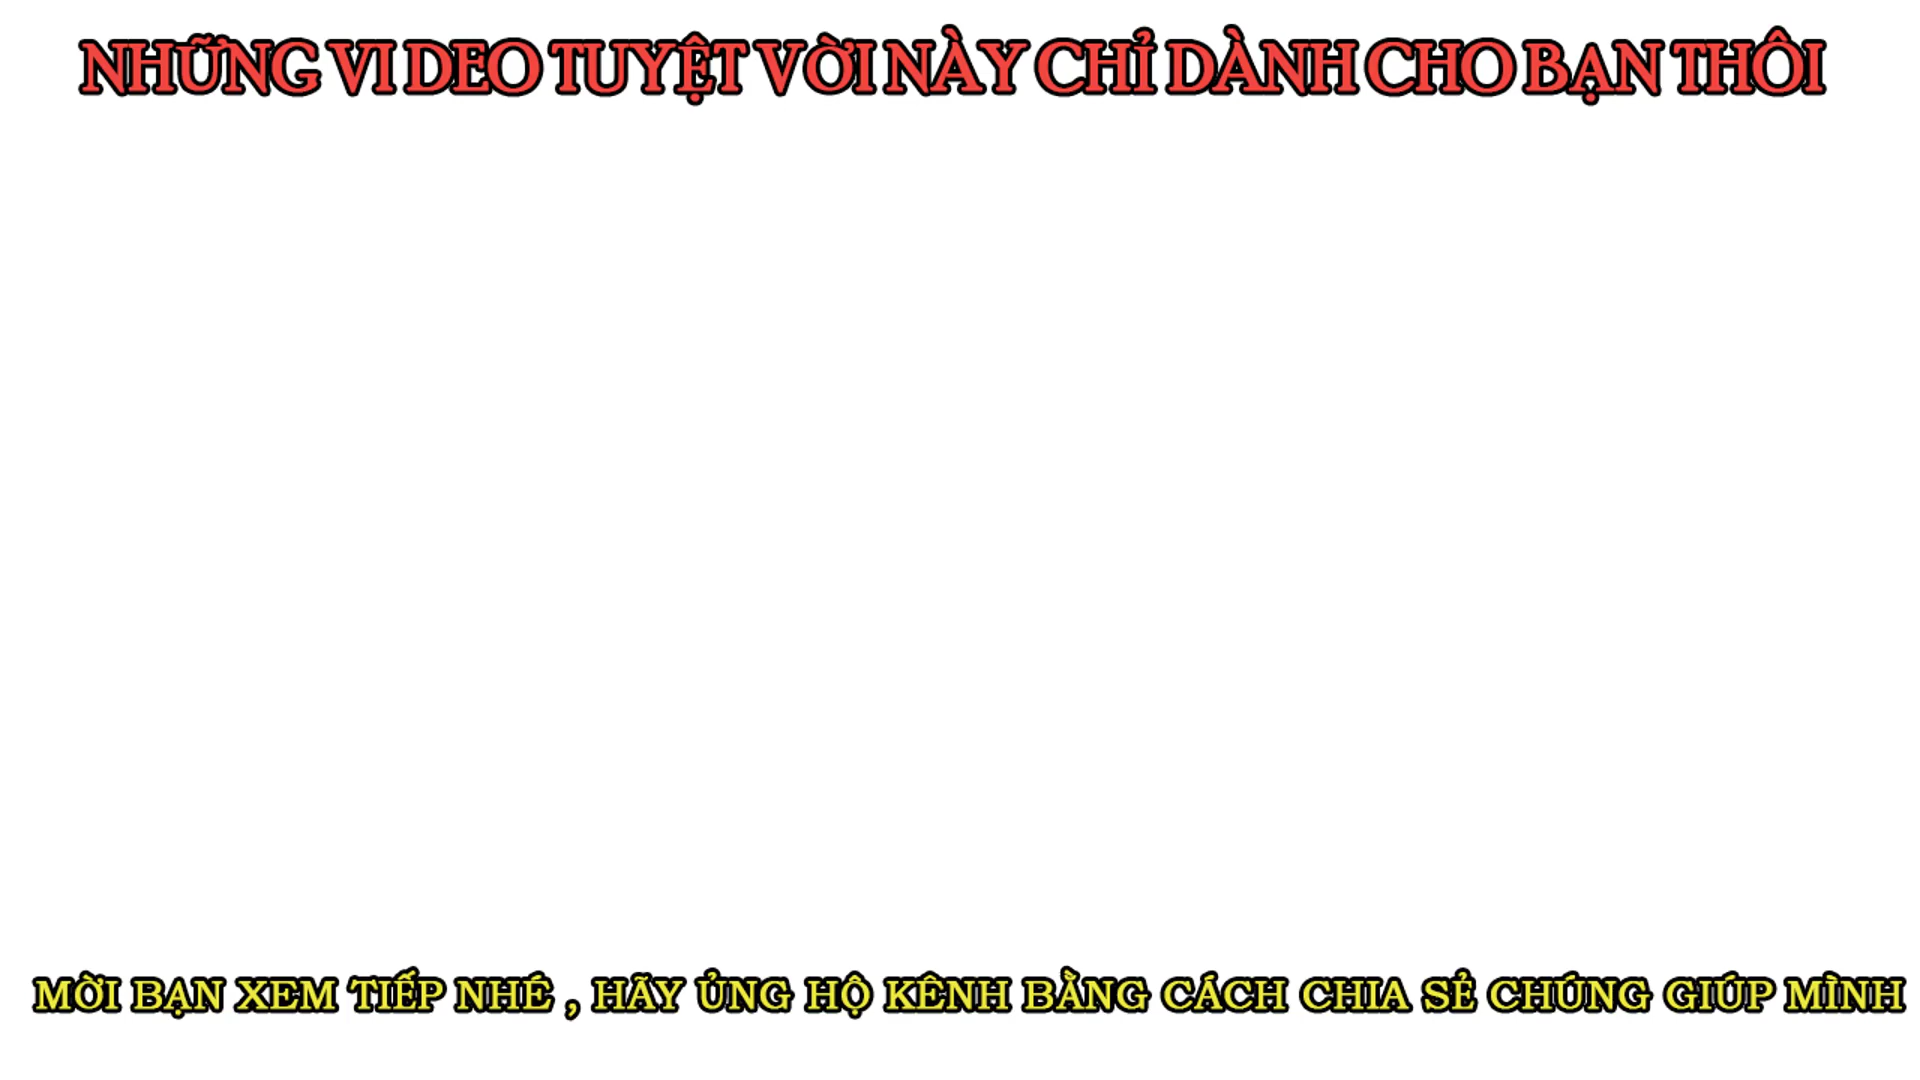 NHỮNG VI DEO TUYỆT VỜI NÀY CHỈ DÀNH CHO BẠN THÔI
MỜI BẠN XEM TIẾP NHÉ , HÃY ỦNG HỘ KÊNH BẰNG CÁCH CHIA SẺ CHÚNG GIÚP MÌNH